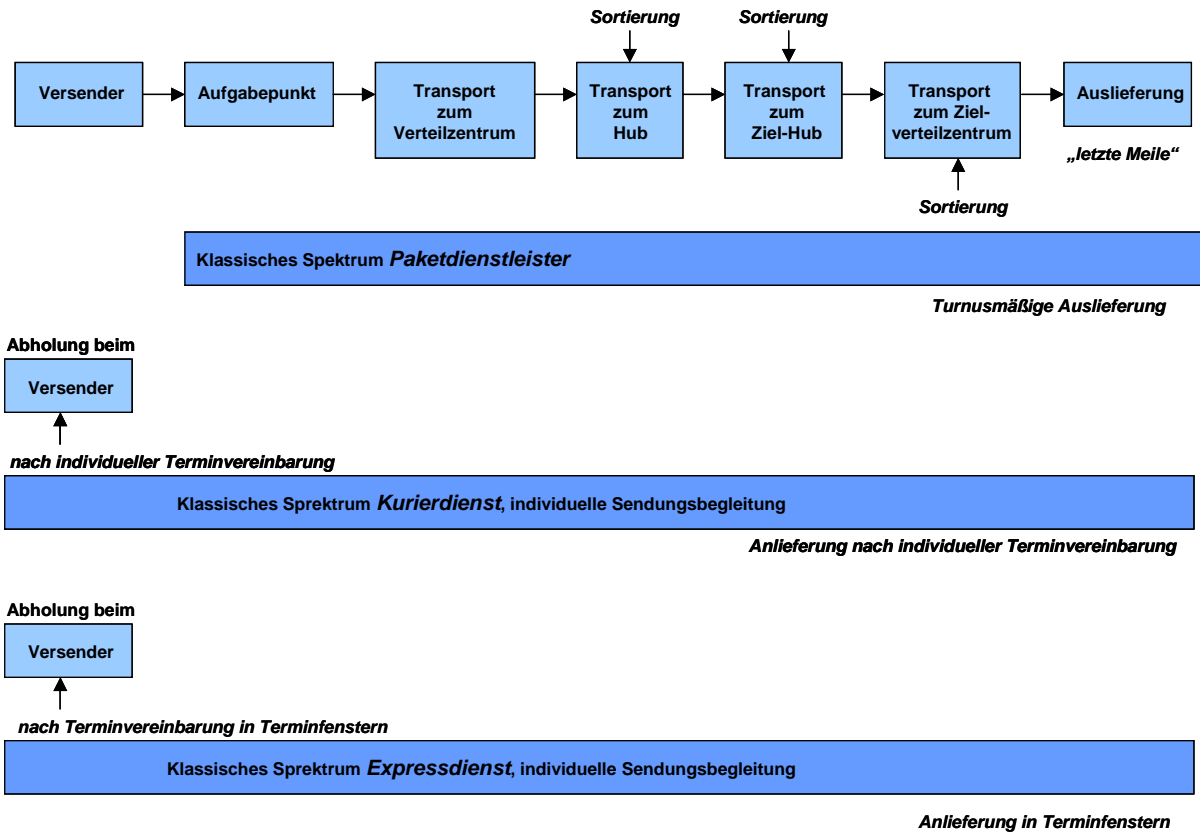 Sortierung
Sortierung
Versender
Aufgabepunkt
Transport
zum
Verteilzentrum
Transport
zum
Hub
Transport
zum
Ziel-Hub
Transport
zum Ziel-
verteilzentrum
Auslieferung
„letzte Meile“
Sortierung
Klassisches Spektrum Paketdienstleister
Turnusmäßige Auslieferung
Abholung beim
Versender
nach individueller Terminvereinbarung
Klassisches Sprektrum Kurierdienst, individuelle Sendungsbegleitung
Anlieferung nach individueller Terminvereinbarung
Abholung beim
Versender
nach Terminvereinbarung in Terminfenstern
Klassisches Sprektrum Expressdienst, individuelle Sendungsbegleitung
Anlieferung in Terminfenstern